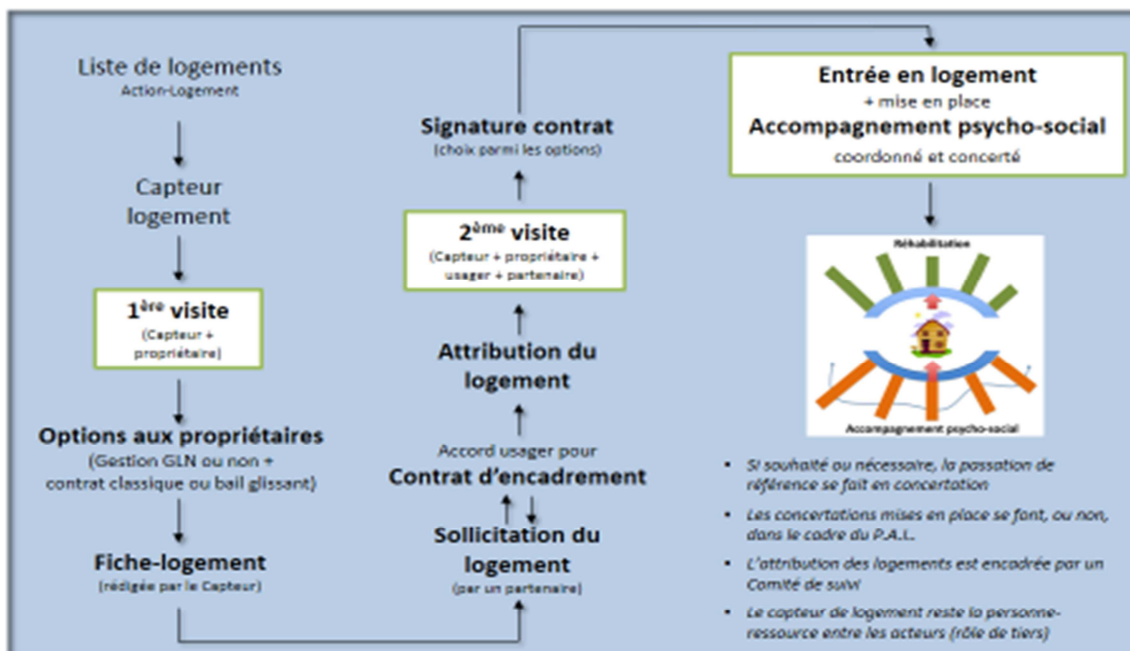 Liste de logements
Action-Logement
Capteur
logement
1ère visite
(Capteur +
propriétaire)
Options aux propriétaires
(Gestion GLN ou non +
contrat classique ou bail glissant)
Fiche-logement
(rédigée par le Capteur)
Signature contrat
(choix parmi les options)
2ème visite
(Capteur + propriétaire +
usager + partenaire)
Attribution du
logement
Accord usager pour
Contrat d'encadrement
Sollicitation du
logement
(par un partenaire)
Entrée en logement
+ mise en place
Accompagnement psycho-social
coordonné et concerté
Réhabilitation
Accompagnement psycho-social
▪ Si souhaité ou nécessaire, la passation de
référence se fait en concertation
▪ Les concertations mises en place se font, ou non,
dans le cadre du P.A.L.
▪ L'attribution des logements est encadrée par un
Comité de suivi
▪ Le capteur de logement reste la personne-
ressource entre les acteurs (rôle de tiers)